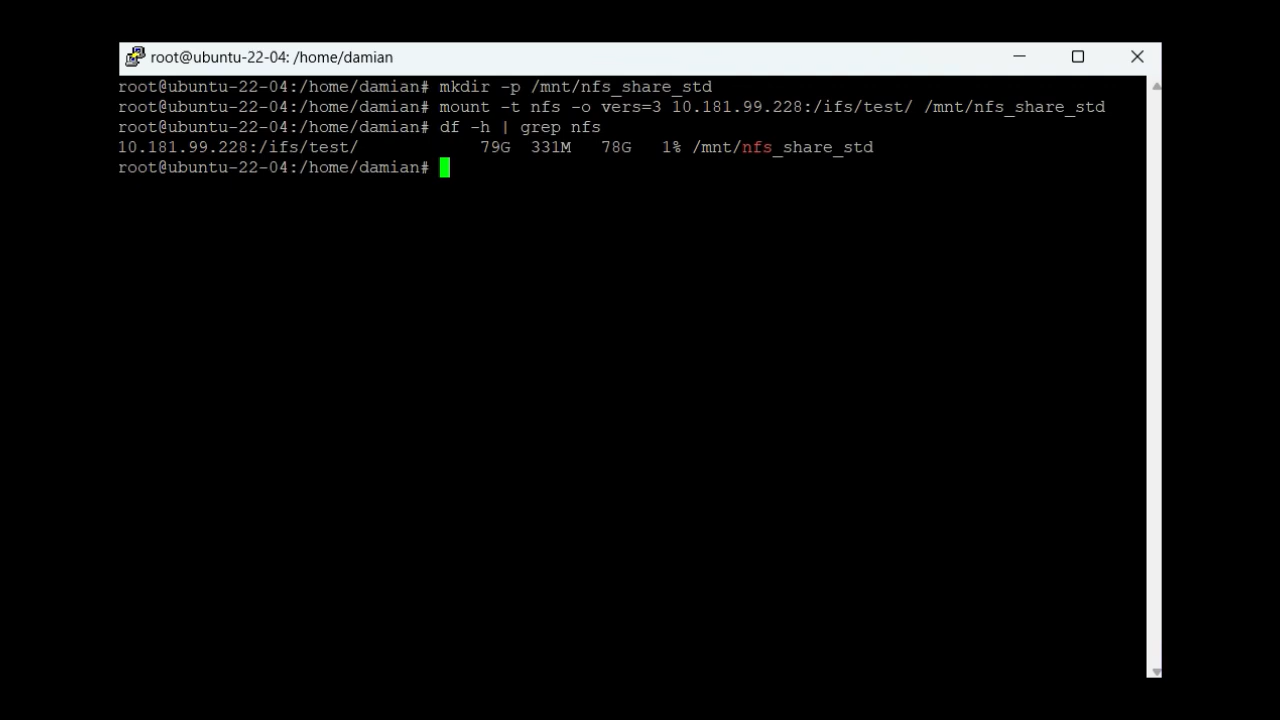 root@ubuntu-22-04: /home/damian
root@ubuntu-22-04:/home/damian# mkdir -p /mnt/nfs_share_std
root@ubuntu-22-04:/home/damian# mount -t nfs -o vers=3 10.181.99.228:/ifs/test/ /mnt/nfs_share_std
root@ubuntu-22-04:/home/damian# df -h | grep nfs
10.181.99.228:/ifs/test/            79G  331M   78G   1% /mnt/nfs_share_std
root@ubuntu-22-04:/home/damian#